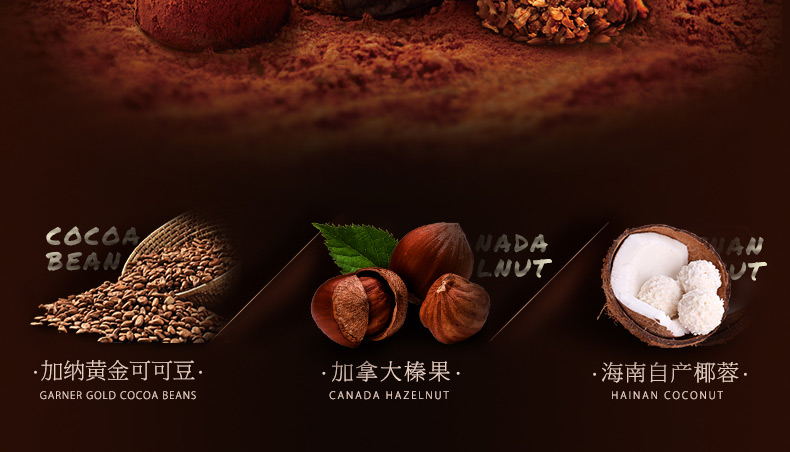 COCOA
BEAN
NADA
LNUT
NAN
UT
·加纳黄金可可豆·
GARNER GOLD COCOA BEANS
·加拿大榛果·
CANADA HAZELNUT
·海南自产椰蓉·
HAINAN COCONUT